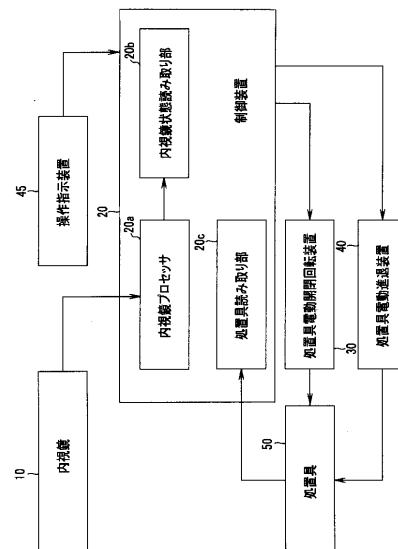 10
内視鏡
45
操作指示装置
20
20a
内視鏡プロセッサ
20b
内視鏡状態読み取り部
20c
処置具読み取り部
制御装置
50
処置具
30
処置具電動開閉回転装置
40
処置具電動進退装置